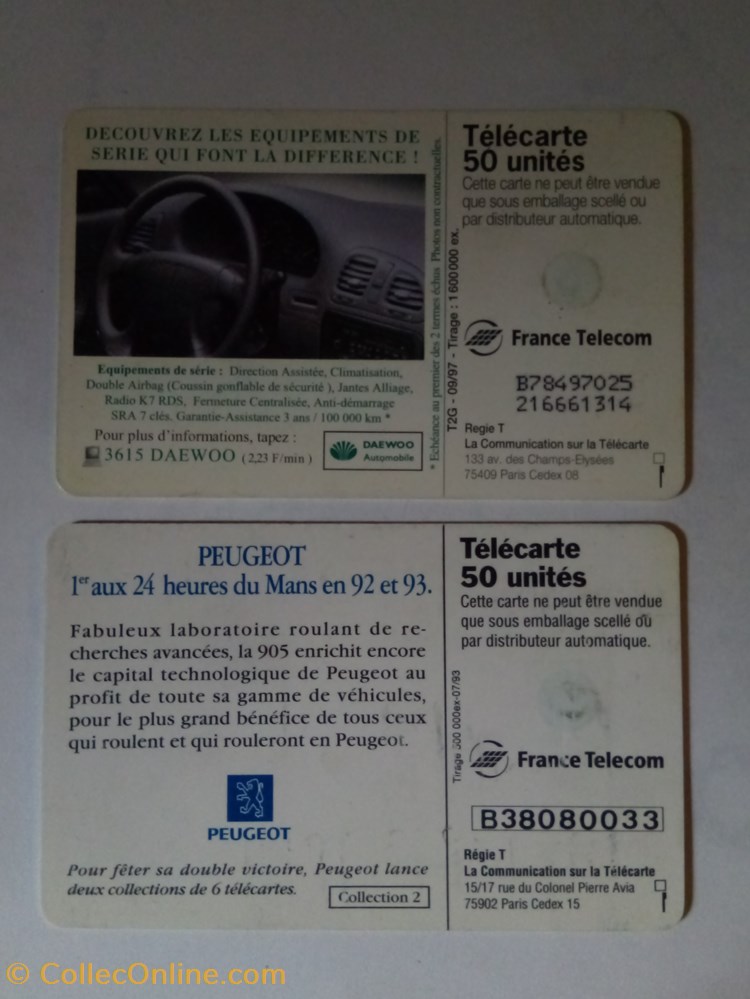 DECOUVREZ LES EQUIPEMENTS DE
SERIE QUI FONT LA DIFFERENCE !
Equipements de série : Direction Assistée, Climatisation,
Double Airbag (Coussin gonflable de sécurité ), Jantes Alliage,
Radio K7 RDS, Fermeture Centralisée, Anti-démarrage
SRA 7 clés. Garantie-Assistance 3 ans / 100 000 km *
Pour plus d'informations, tapez :
3615 DAEWOO ( 2,23 F/min )
DAEWOO
Automobile
* Echéance au premier des 2 termes échus. Photos non contractuelles.
T2G - 09/97 - Tirage : 1 600 000 ex.
Télécarte
50 unités
Cette carte ne peut être vendue
que sous emballage scellé ou
par distributeur automatique.
France Telecom
B78497025
216661314
Regie T
La Communication sur la Télécarte
133 av. des Champs-Elysées
75409 Paris Cedex 08
PEUGEOT
1er aux 24 heures du Mans en 92 et 93.
Fabuleux laboratoire roulant de re-
cherches avancées, la 905 enrichit encore
le capital technologique de Peugeot au
profit de toute sa gamme de véhicules,
pour le plus grand bénéfice de tous ceux
qui roulent et qui rouleront en Peugeot.
PEUGEOT
Pour fêter sa double victoire, Peugeot lance
deux collections de 6 télécartes.
Collection 2
Tirage 000ex-07/93
Télécarte
50 unités
Cette carte ne peut être vendue
que sous emballage scellé ou
par distributeur automatique.
France Telecom
B38080033
Régie T
La Communication sur la Télécarte
15/17 rue du Colonel Pierre Avia
75902 Paris Cedex 15
© CollecOnline.com